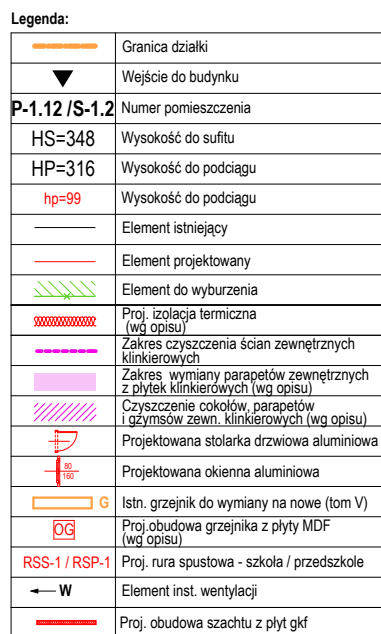 Legenda:
Granica działki
Wejście do budynku
P-1.12 /S-1.2 Numer pomieszczenia
HS=348 Wysokość do sufitu
HP=316 Wysokość do podciągu
hp=99 Wysokość do podciągu
Element istniejący
Element projektowany
Element do wyburzenia
Proj. izolacja termiczna
(wg opisu)
Zakres czyszczenia ścian zewnętrznych
klinkierowych
Zakres wymiany parapetów zewnętrznych
z płytek klinkierowych (wg opisu)
Czyszczenie cokołów, parapetów
i gzymsów zewn. klinkierowych (wg opisu)
Projektowana stolarka drzwiowa aluminiowa
80
160
Projektowana okienna aluminiowa
G Istn. grzejnik do wymiany na nowe (tom V)
OG Proj.obudowa grzejnika z płyty MDF
(wg opisu)
RSS-1 / RSP-1 Proj. rura spustowa - szkoła / przedszkole
W Element inst. wentylacji
Proj. obudowa szachtu z płyt gkf